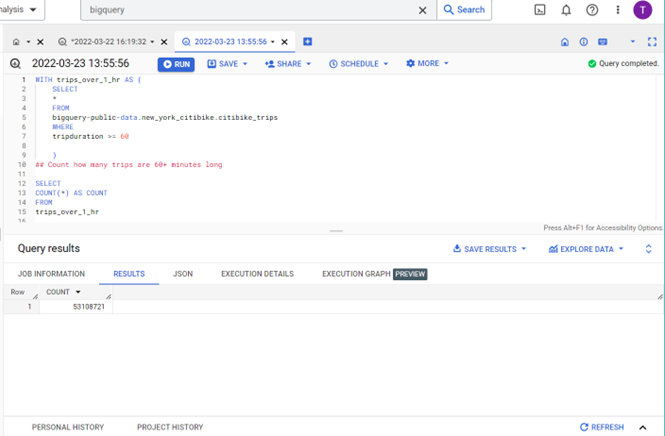 nalysis
bigquery
Search
T
*2022-03-22 16:19:32
2022-03-23 13:55:56
2022-03-23 13:55:56
RUN
SAVE
SHARE
SCHEDULE
MORE
Query completed.
1 WITH trips_over_1_hr AS (
2 SELECT
3 *
4 FROM
5 bigquery-public-data.new_york_citibike.citibike_trips
6 WHERE
7 tripduration >= 60
8
9 )
10 ## Count how many trips are 60+ minutes long
11
12 SELECT
13 COUNT(*) AS COUNT
14 FROM
15 trips_over_1_hr
16
Press Alt+F1 for Accessibility Options.
Query results
SAVE RESULTS
EXPLORE DATA
JOB INFORMATION
RESULTS
JSON
EXECUTION DETAILS
EXECUTION GRAPH
PREVIEW
Row
COUNT
1
53108721
PERSONAL HISTORY
PROJECT HISTORY
REFRESH